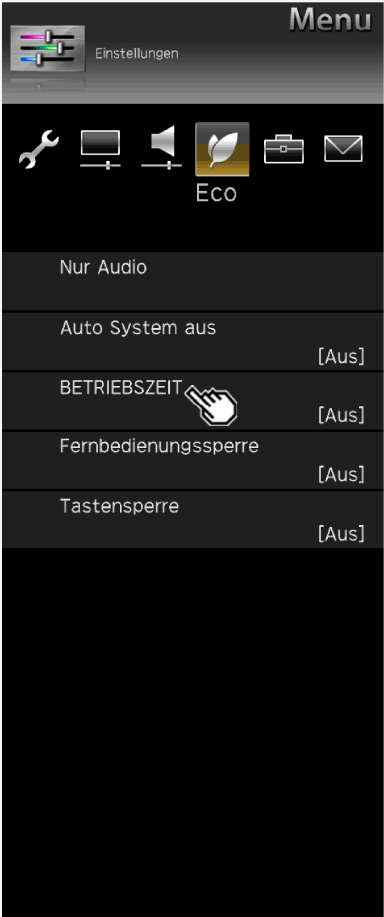 Menu
Einstellungen
Eco
Nur Audio
Auto System aus
[Aus]
BETRIEBSZEIT
[Aus]
Fernbedienungssperre
[Aus]
Tastensperre
[Aus]